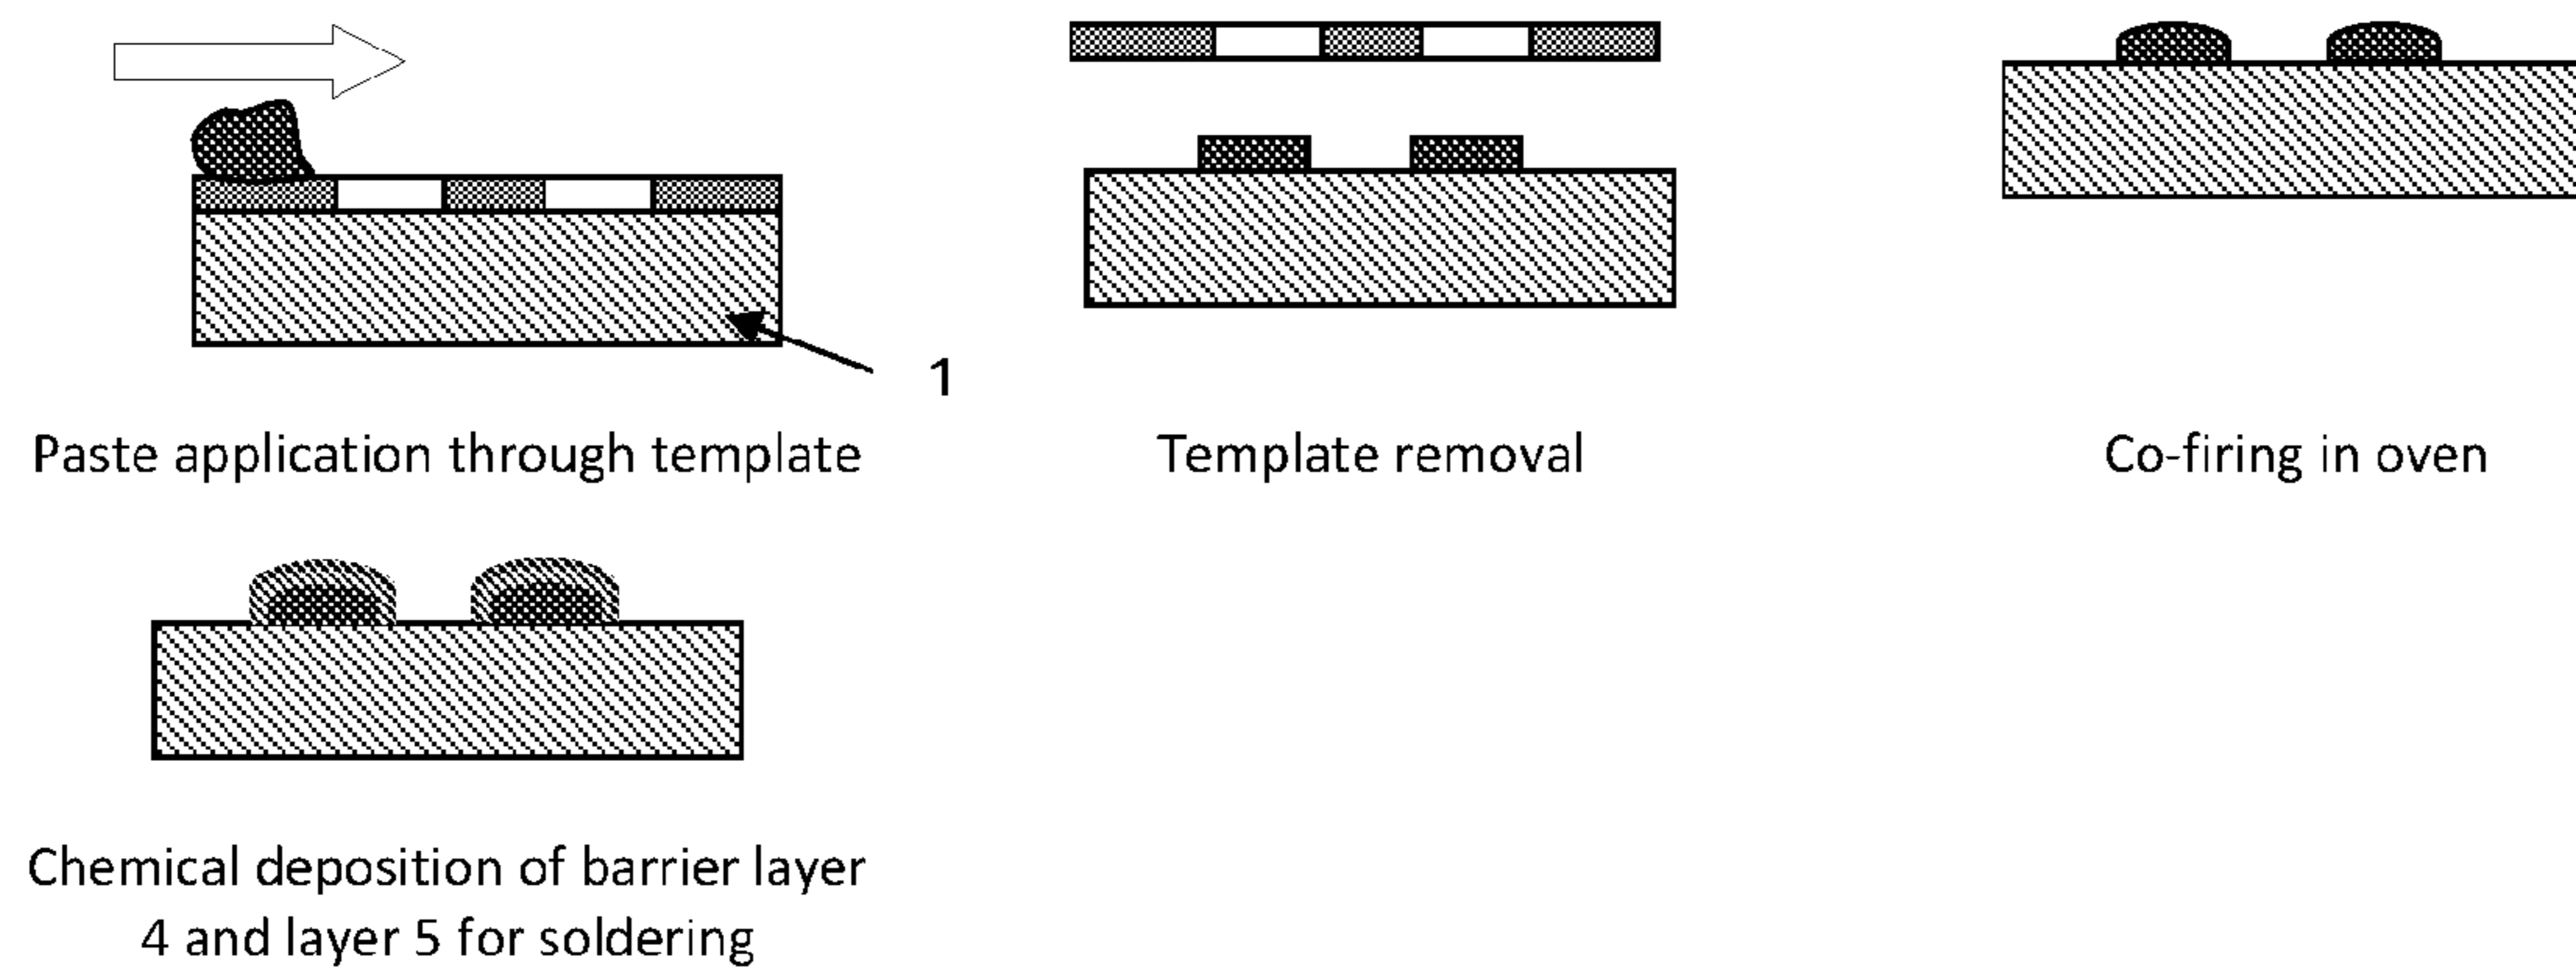 1
Paste application through template
Template removal
Co-firing in oven
Chemical deposition of barrier layer
4 and layer 5 for soldering